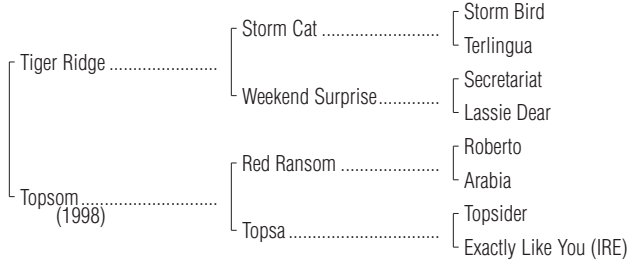 Storm Bird
Storm Cat ........................
Terlingua
Tiger Ridge ......................
Secretariat
Weekend Surprise.............
Lassie Dear
Roberto
Red Ransom ....................
Arabia
Topsom............................
(1998)
Topsider
Topsa ...............................
Exactly Like You (IRE)